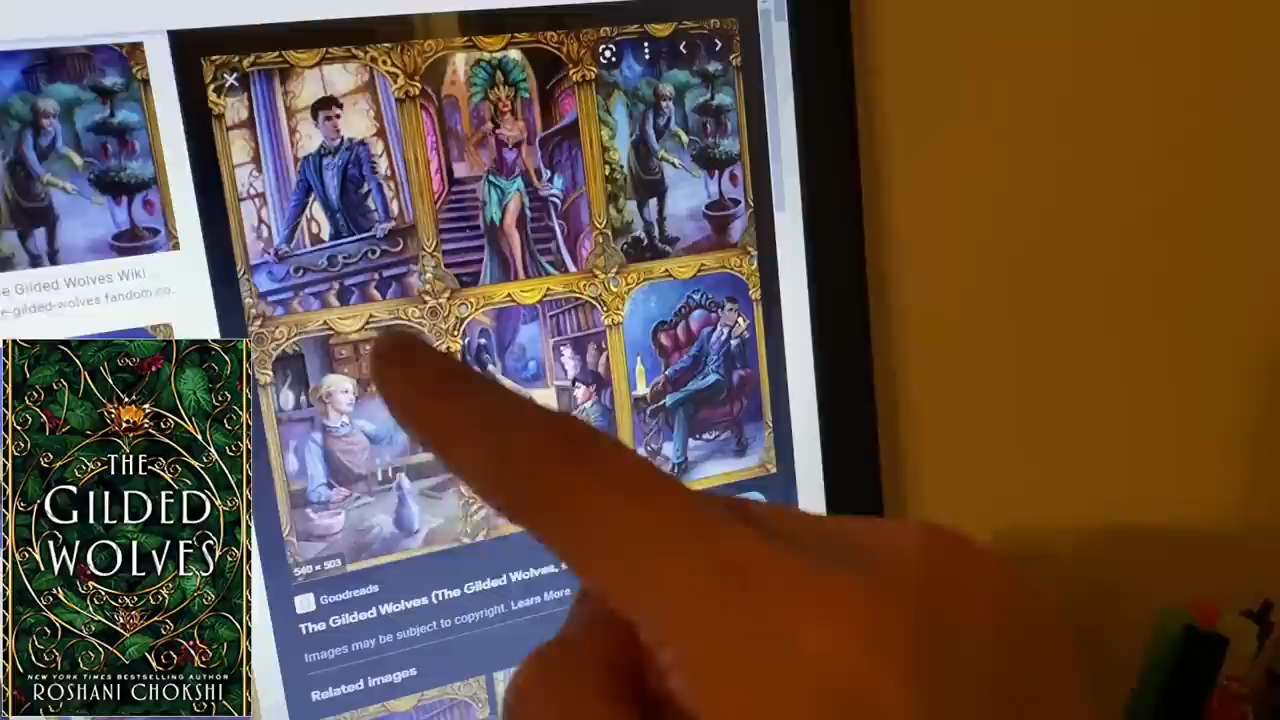 e Gilded Wolves Wiki
e-gilded-wolves fandom.co...
540 × 503
Goodreads
The Gilded Wolves (The Gilded Wolves,
Images may be subject to copyright. Learn More
Related images
THE
GILDED
WOLVES
NEW YORK TIMES BESTSELLING AUTHOR
ROSHANI CHOKSHI